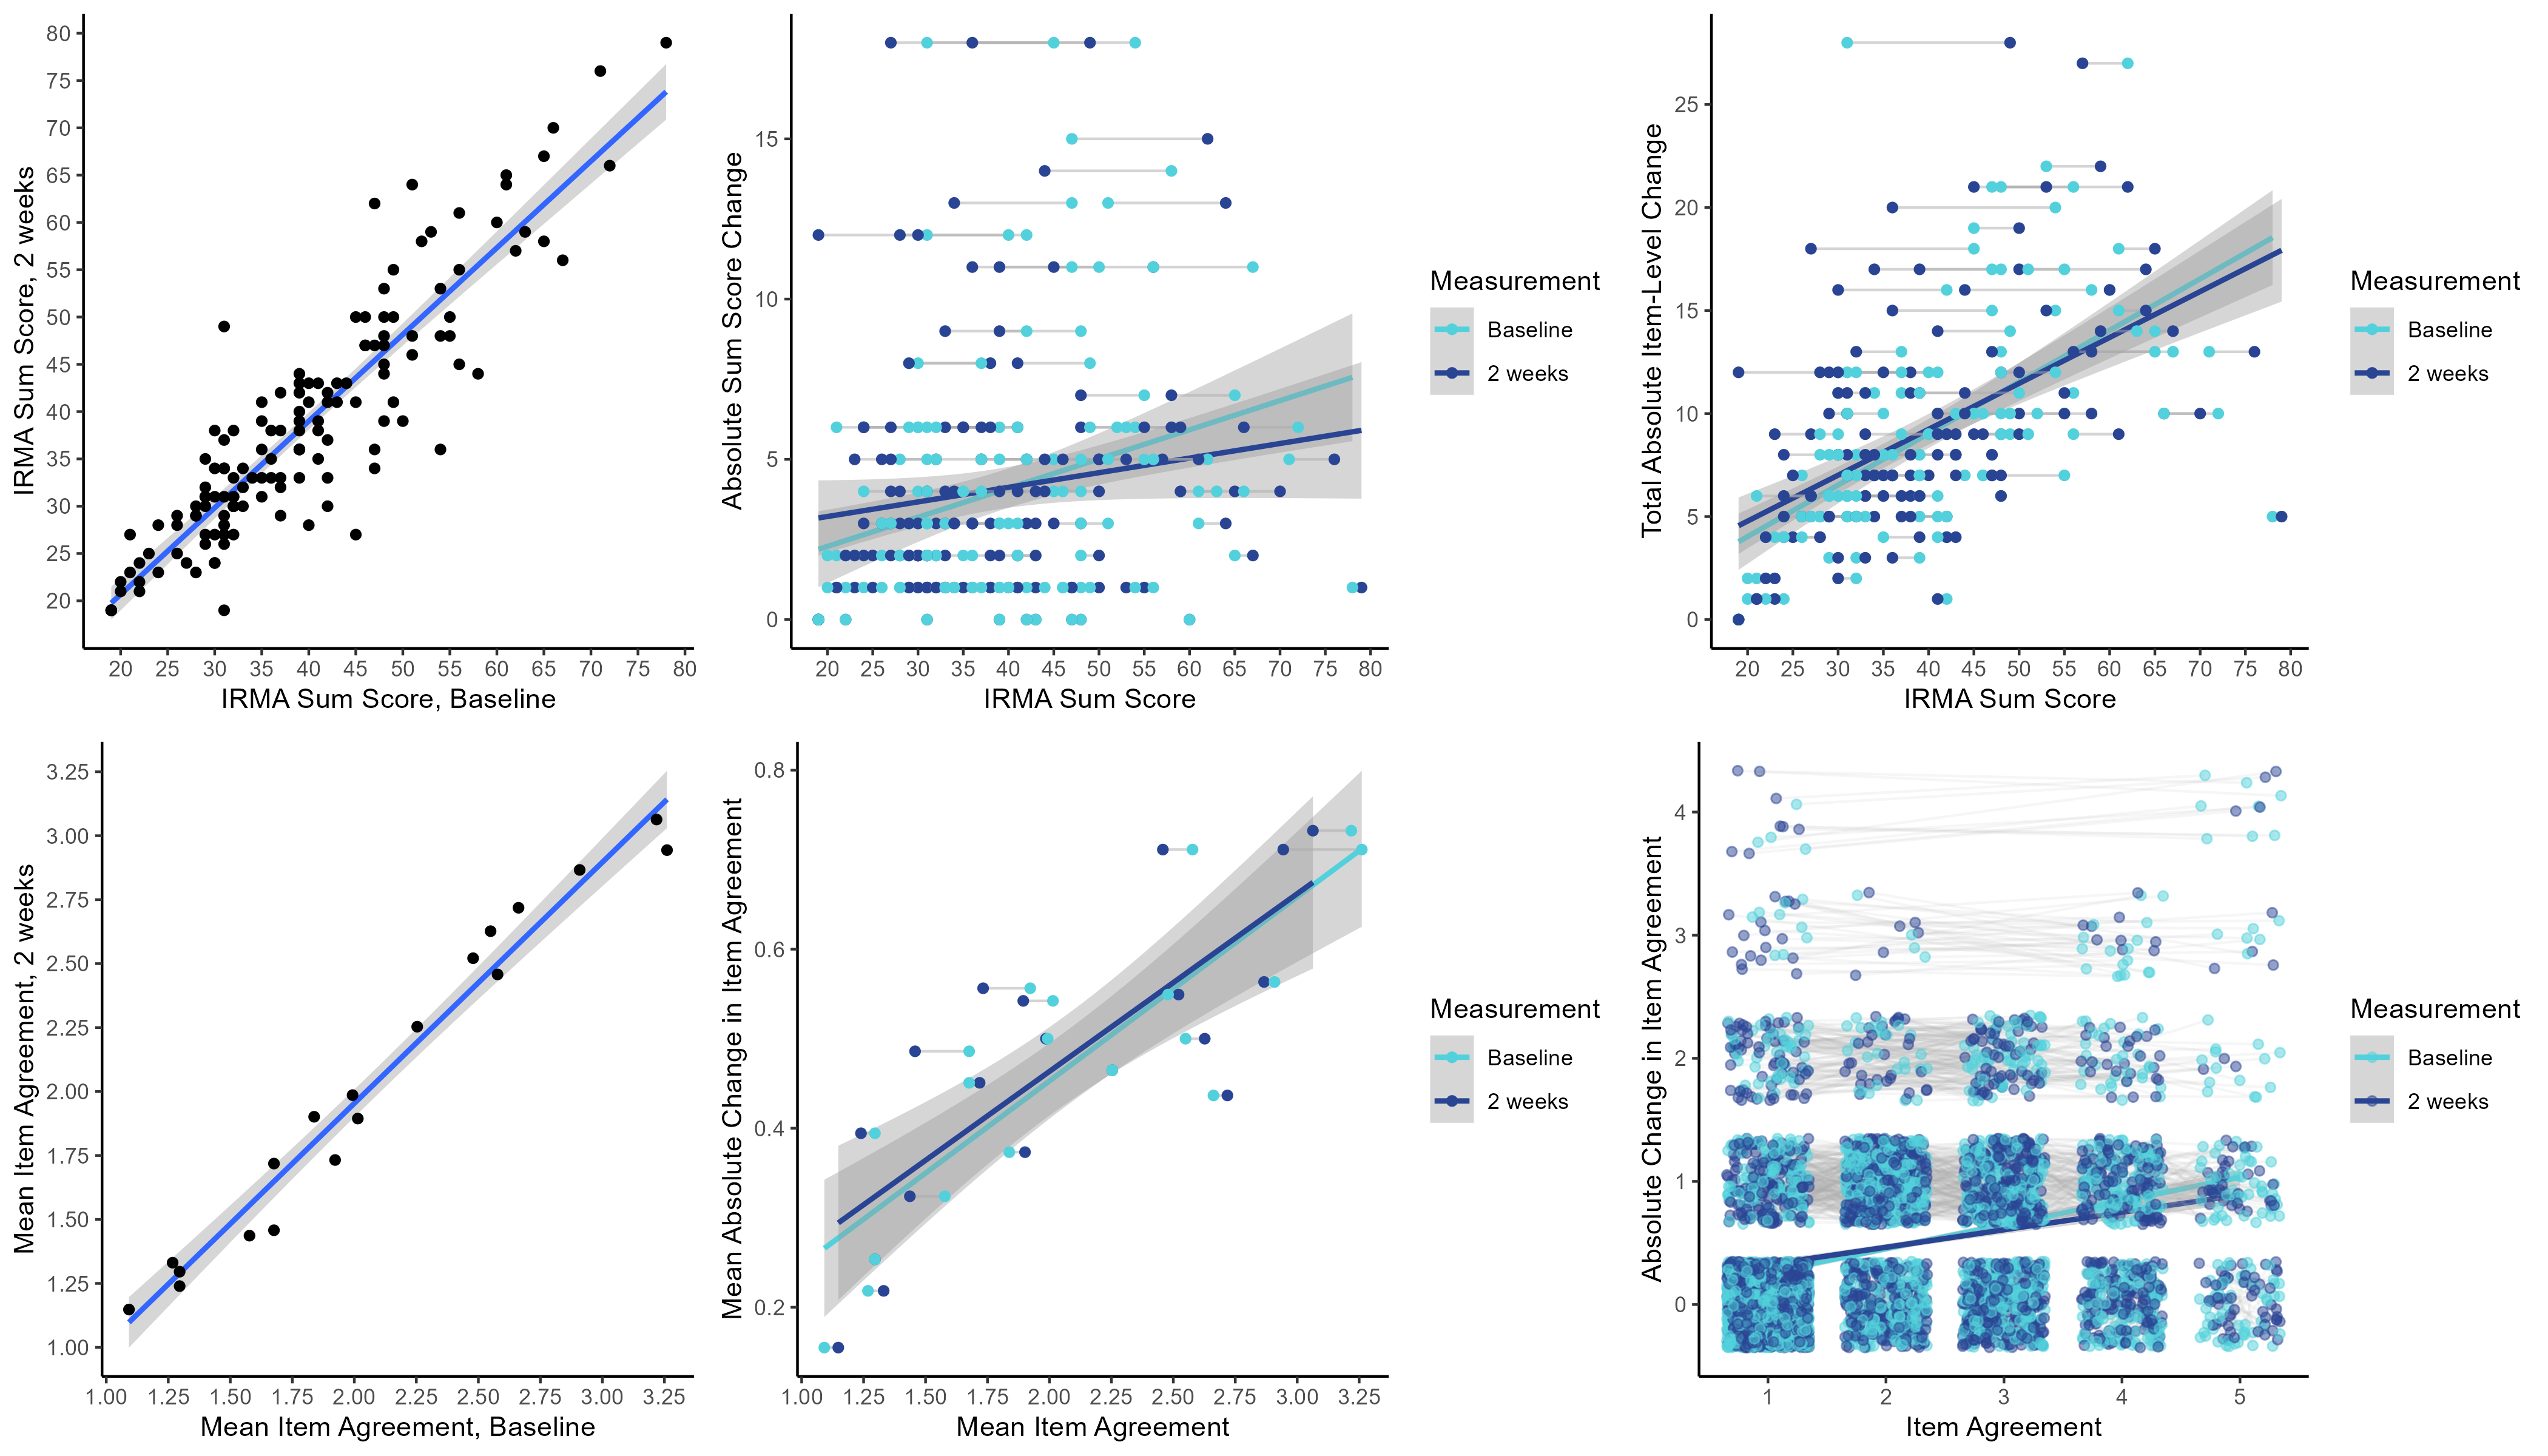 IRMA Sum Score, 2 weeks
80
75
70
65
60
55
50
45
40
35
30
25
20
20 25 30 35 40 45 50 55 60 65 70 75 80
IRMA Sum Score, Baseline
Absolute Sum Score Change
15
10
5
0
20 25 30 35 40 45 50 55 60 65 70 75 80
IRMA Sum Score
Measurement
Baseline
2 weeks
Total Absolute Item-Level Change
25
20
15
10
5
0
20 25 30 35 40 45 50 55 60 65 70 75 80
IRMA Sum Score
Measurement
Baseline
2 weeks
Mean Item Agreement, 2 weeks
3.25
3.00
2.75
2.50
2.25
2.00
1.75
1.50
1.25
1.00
1.00 1.25 1.50 1.75 2.00 2.25 2.50 2.75 3.00 3.25
Mean Item Agreement, Baseline
Mean Absolute Change in Item Agreement
0.8
0.6
0.4
0.2
1.00 1.25 1.50 1.75 2.00 2.25 2.50 2.75 3.00 3.25
Mean Item Agreement
Measurement
Baseline
2 weeks
Absolute Change in Item Agreement
4
3
2
1
0
1 2 3 4 5
Item Agreement
Measurement
Baseline
2 weeks